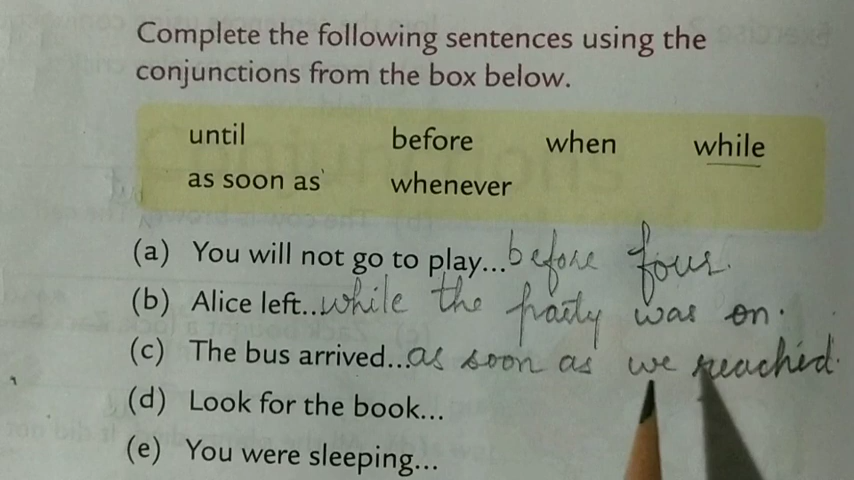 Complete the following sentences using the
conjunctions from the box below.
until before when while
as soon as whenever
(a) You will not go to play...before four.
(b) Alice left...while the party was on.
(c) The bus arrived...as soon as we reached.
(d) Look for the book...
(e) You were sleeping...